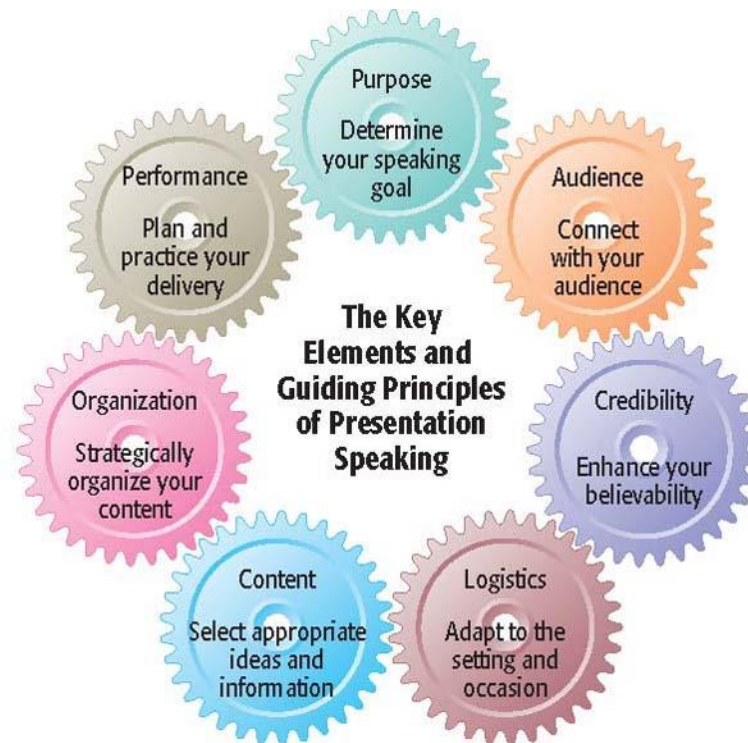 Purpose
Determine
your speaking
goal
Audience
Connect
with your
audience
Credibility
Enhance your
believability
Logistics
Adapt to the
setting and
occasion
Content
Select appropriate
ideas and
information
Organization
Strategically
organize your
content
Performance
Plan and
practice your
delivery
The Key
Elements and
Guiding Principles
of Presentation
Speaking